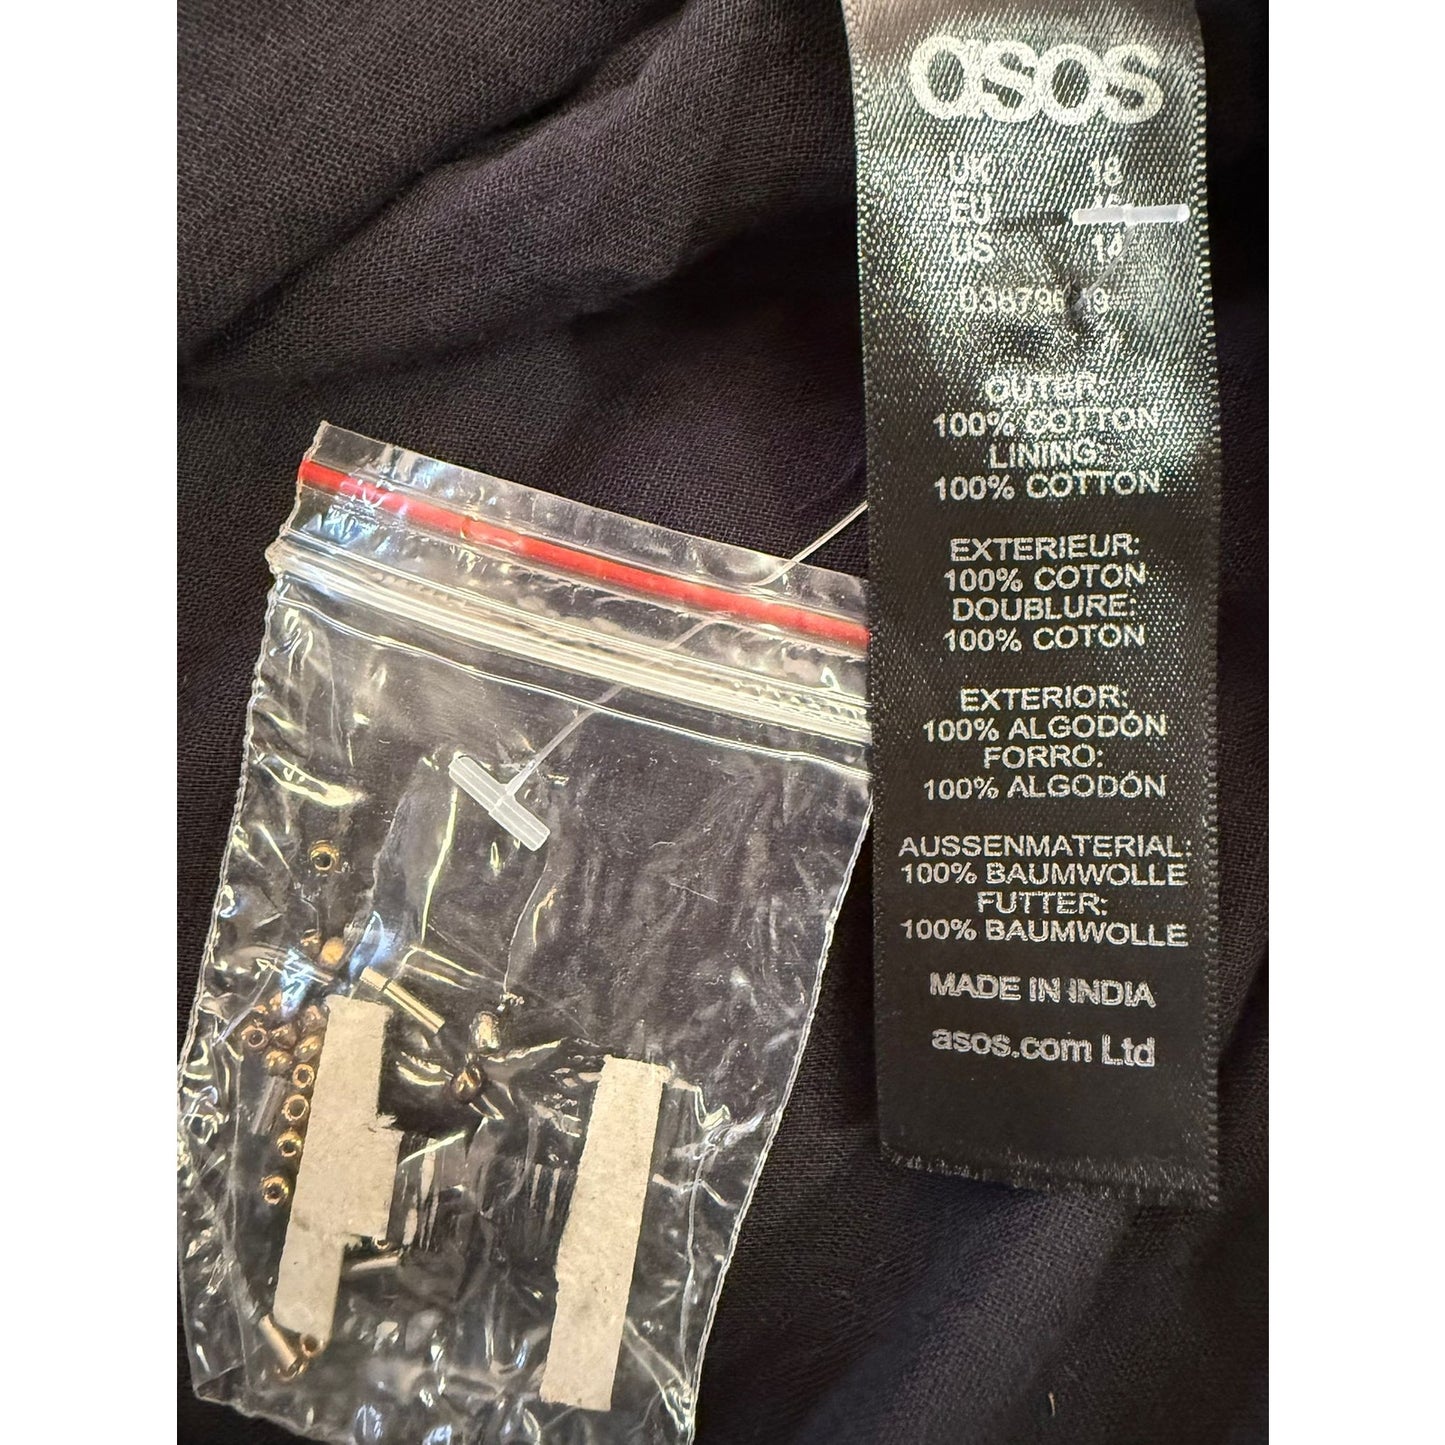 asos
UK 18
EU
US 14
OUTER:
100% COTTON
LINING:
100% COTTON
EXTERIEUR:
100% COTON
DOUBLURE:
100% COTON
EXTERIOR:
100% ALGODÓN
FORRO:
100% ALGODÓN
AUSSENMATERIAL:
100% BAUMWOLLE
FUTTER:
100% BAUMWOLLE
MADE IN INDIA
asos.com Ltd